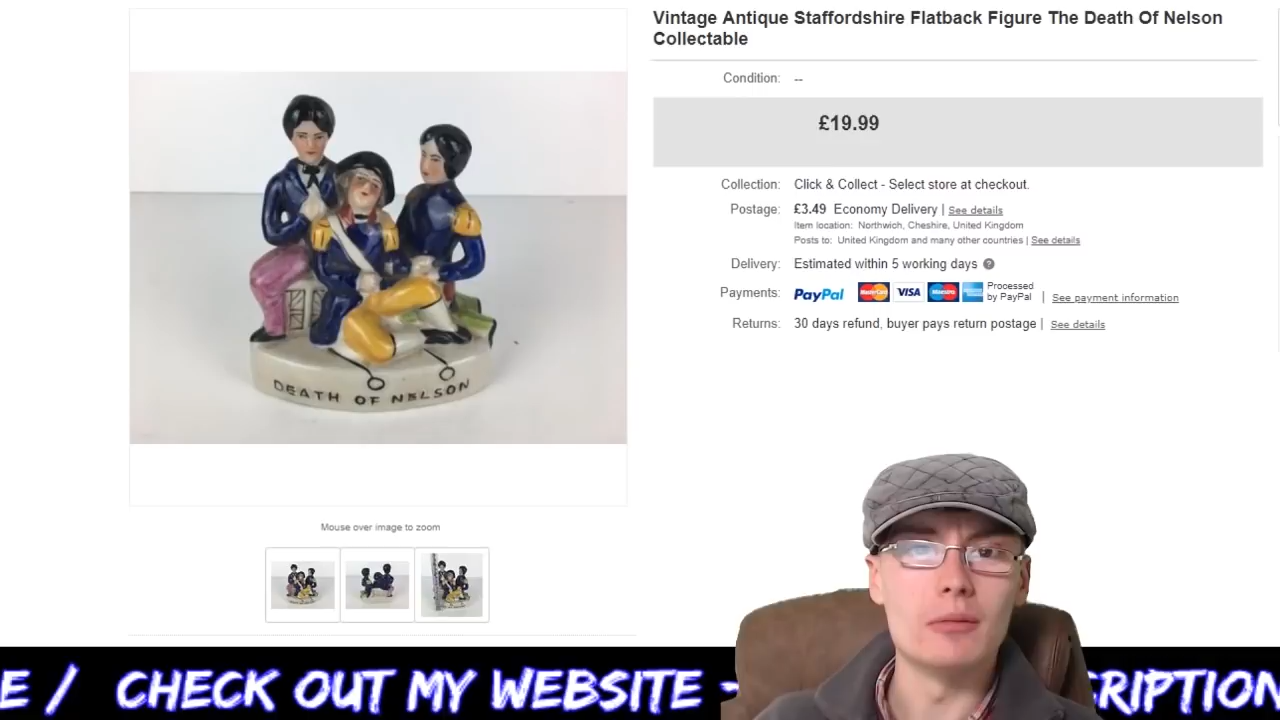 Vintage Antique Staffordshire Flatback Figure The Death Of Nelson
Collectable
Condition: --
£19.99
Collection: Click & Collect - Select store at checkout.
Postage: £3.49 Economy Delivery | See details
Item location: Northwich, Cheshire, United Kingdom
Posts to: United Kingdom and many other countries | See details
Delivery: Estimated within 5 working days ?
Payments: PayPal MasterCard VISA Maestro Processed
by PayPal | See payment information
Returns: 30 days refund, buyer pays return postage | See details
DEATH OF NELSON
Mouse over image to zoom
E / CHECK OUT MY WEBSITE - CRIPTION